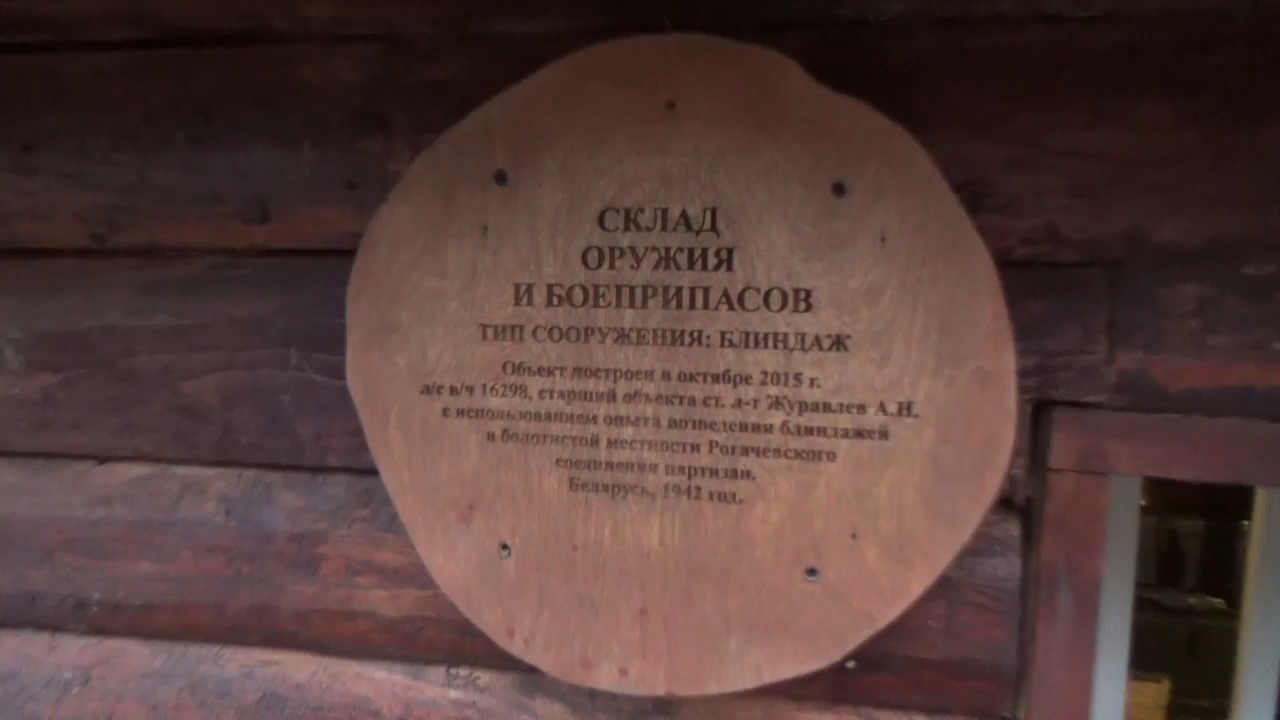 СКЛАД
ОРУЖИЯ
И БОЕПРИПАСОВ
ТИП СООРУЖЕНИЯ: БЛИНДАЖ
Объект построен в октябре 2015 г.
л/с в/ч 16298, старший объекта ст. л-т Журавлев А.Н.
с использованием опыта возведения блиндажей
в болотистой местности Рогачевского
соединения партизан.
Беларусь, 1942 год.